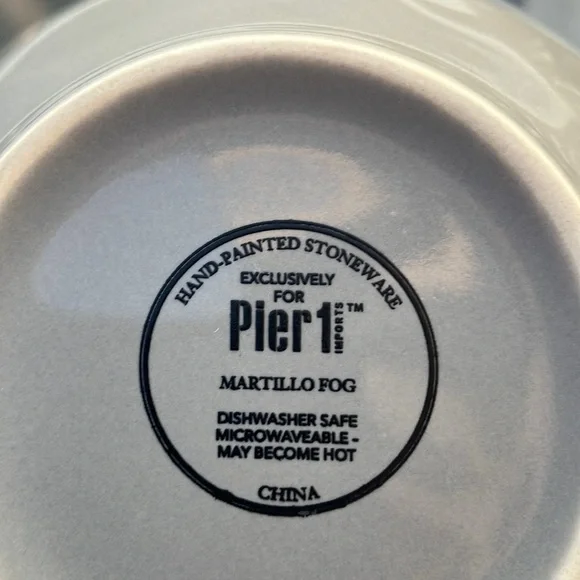 HAND-PAINTED STONEWARE
EXCLUSIVELY
FOR
Pier 1 IMPORTS™
MARTILLO FOG
DISHWASHER SAFE
MICROWAVEABLE -
MAY BECOME HOT
CHINA